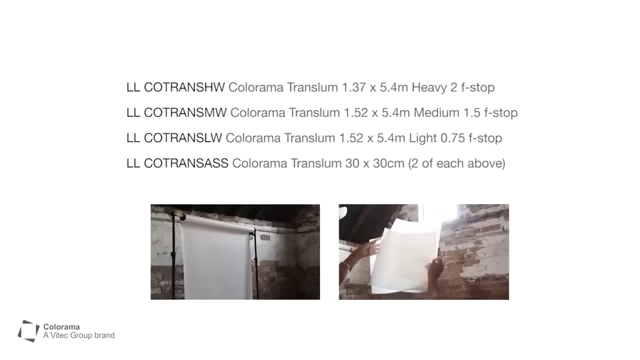 LL COTRANSHW Colorama Translum 1.37 x 5.4m Heavy 2 f-stop
LL COTRANSMW Colorama Translum 1.52 x 5.4m Medium 1.5 f-stop
LL COTRANSLW Colorama Translum 1.52 x 5.4m Light 0.75 f-stop
LL COTRANSASS Colorama Translum 30 x 30cm (2 of each above)
Colorama
A Vitec Group brand